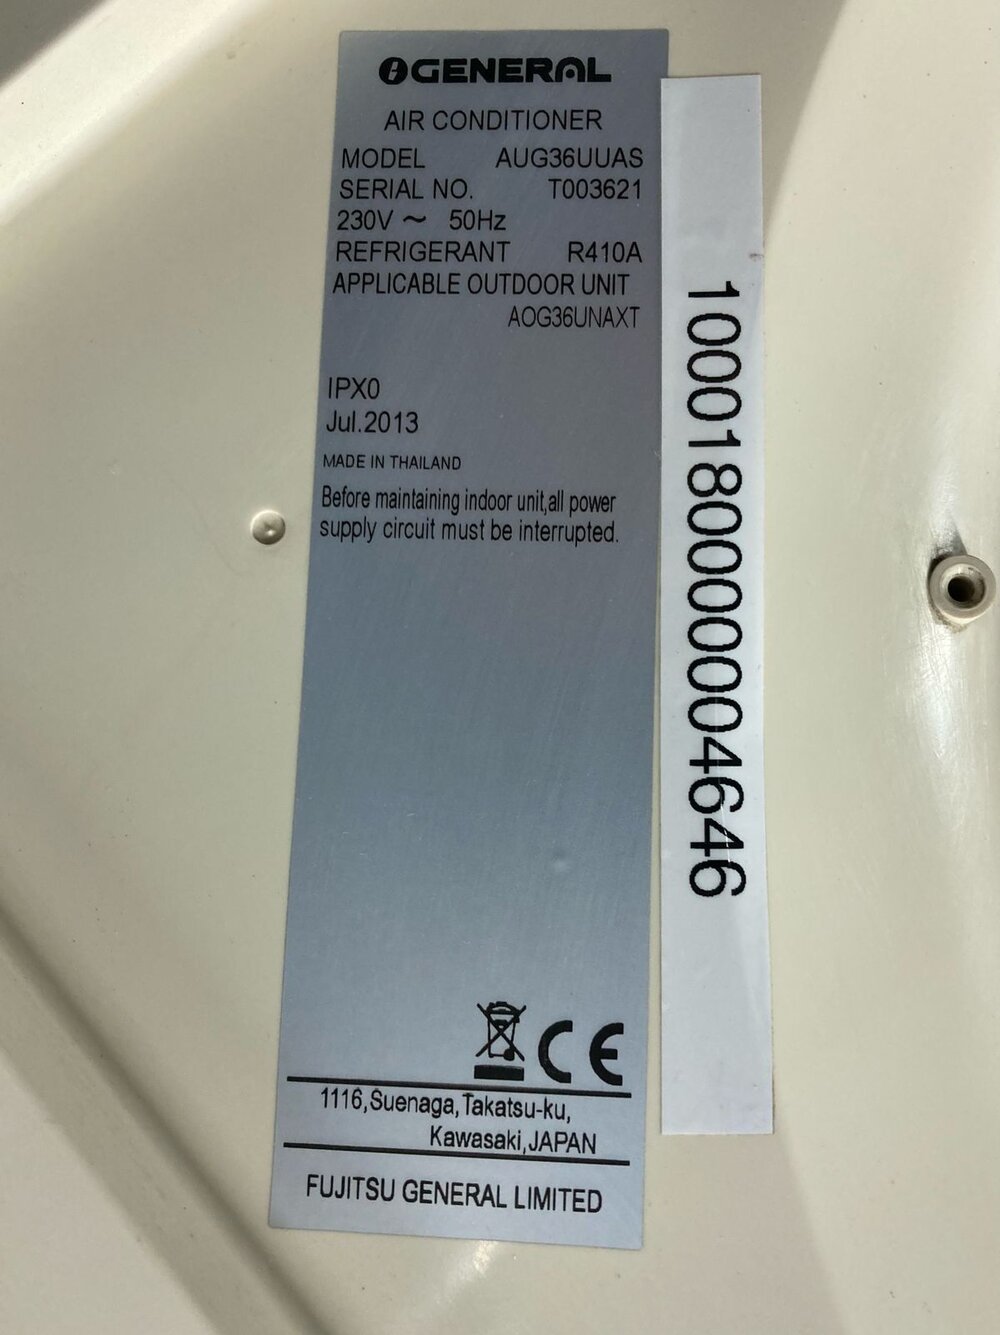 GENERAL
AIR CONDITIONER
MODEL AUG36UUAS
SERIAL NO. T003621
230V ~ 50Hz
REFRIGERANT R410A
APPLICABLE OUTDOOR UNIT
AOG36UNAXT
IPX0
Jul.2013
MADE IN THAILAND
Before maintaining indoor unit,all power
supply circuit must be interrupted.
CE
1116,Suenaga,Takatsu-ku,
Kawasaki,JAPAN
FUJITSU GENERAL LIMITED
1000180000004646